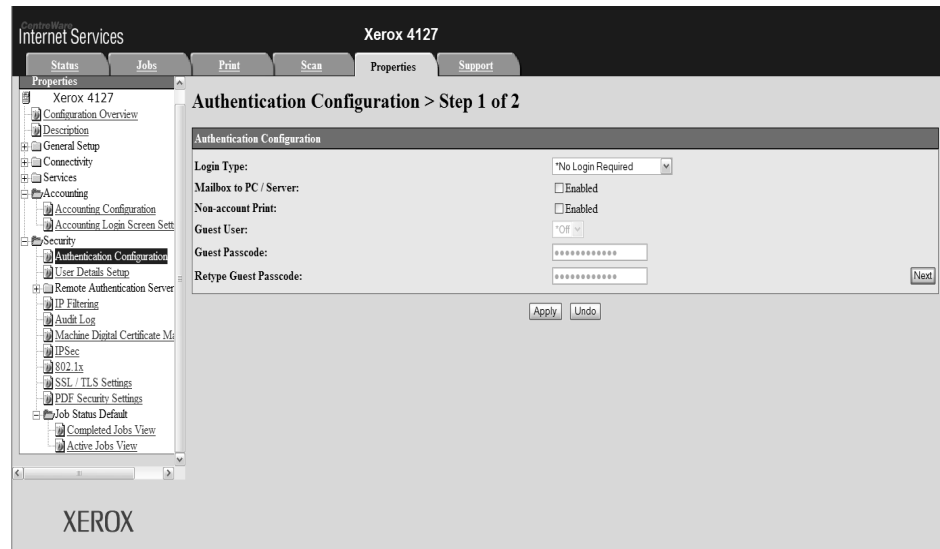 CentreWare
Internet Services
Xerox 4127
Status
Jobs
Print
Scan
Properties
Support
Properties
Xerox 4127
Configuration Overview
Description
General Setup
Connectivity
Services
Accounting
Accounting Configuration
Accounting Login Screen Sett
Security
Authentication Configuration
User Details Setup
Remote Authentication Server
IP Filtering
Audit Log
Machine Digital Certificate Ma
IPSec
802.1x
SSL / TLS Settings
PDF Security Settings
Job Status Default
Completed Jobs View
Active Jobs View
XEROX
Authentication Configuration > Step 1 of 2
Authentication Configuration
Login Type: *No Login Required
Mailbox to PC / Server: Enabled
Non-account Print: Enabled
Guest User: *Off
Guest Passcode: ************
Retype Guest Passcode: ************
Next
Apply Undo